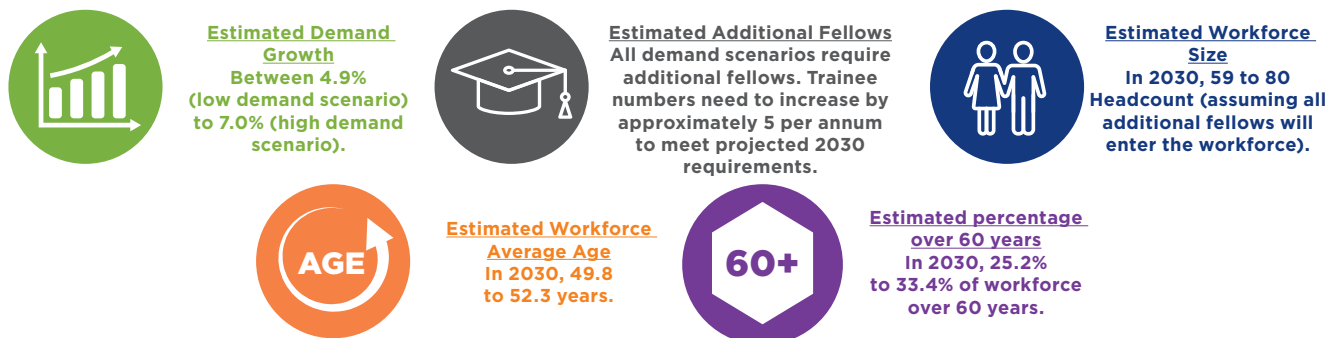 Estimated Demand
Growth
Between 4.9%
(low demand scenario)
to 7.0% (high demand
scenario).
Estimated Additional Fellows
All demand scenarios require
additional fellows. Trainee
numbers need to increase by
approximately 5 per annum
to meet projected 2030
requirements.
Estimated Workforce
Size
In 2030, 59 to 80
Headcount (assuming all
additional fellows will
enter the workforce).
AGE
Estimated Workforce
Average Age
In 2030, 49.8
to 52.3 years.
60+
Estimated percentage
over 60 years
In 2030, 25.2%
to 33.4% of workforce
over 60 years.